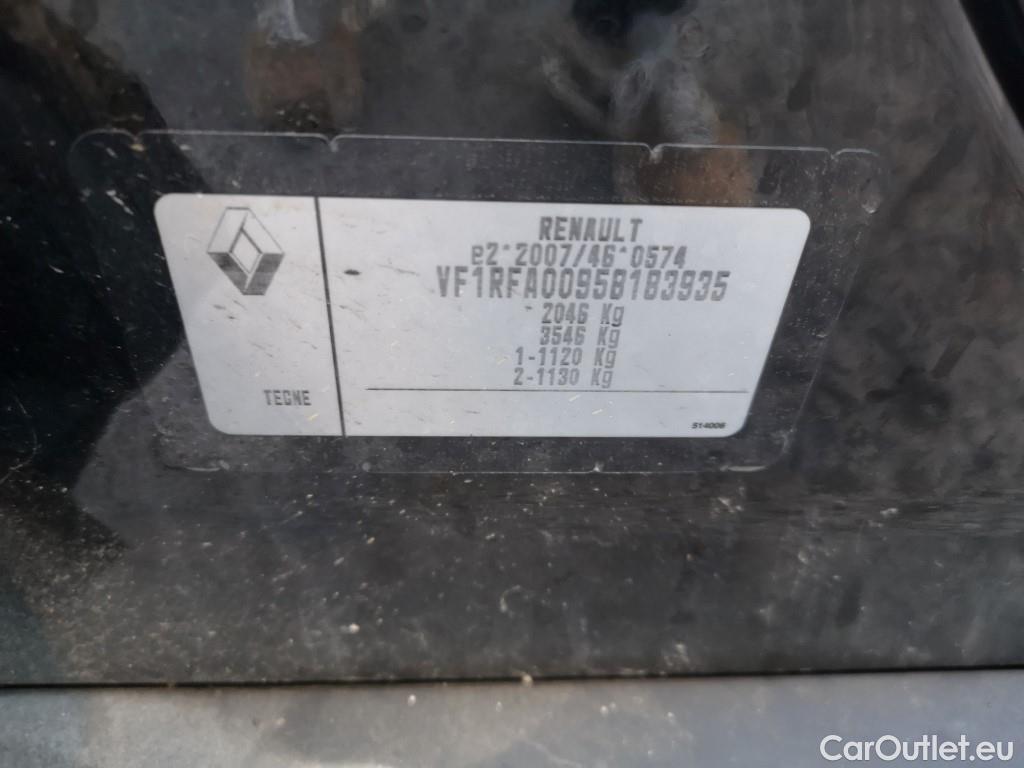 RENAULT
e2*2007/46*0574
VF1RFA00958183935
2046 Kg
3546 Kg
1-1120 Kg
2-1130 Kg
TEGNE
514006
CarOutlet.eu